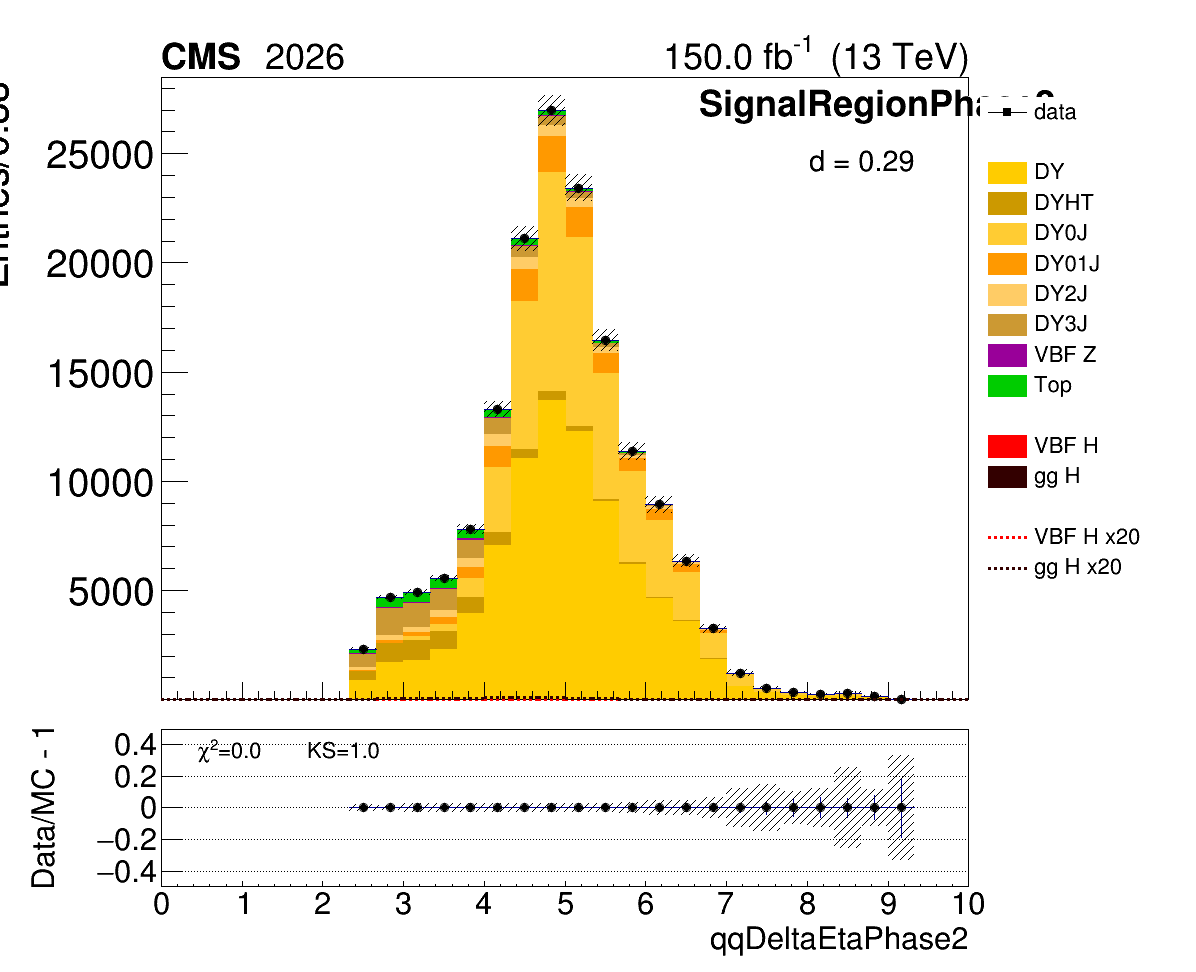 CMS 2026 150.0 fb-1 (13 TeV)
d = 0.29
data
DY
DYHT
DY0J
DY01J
DY2J
DY3J
VBF Z
Top
VBF H
gg H
VBF H x20
gg H x20
25000
20000
15000
10000
5000
χ2=0.0 KS=1.0
Data/MC - 1
0.4
0.2
0
−0.2
−0.4
0 1 2 3 4 5 6 7 8 9 10
qqDeltaEtaPhase2